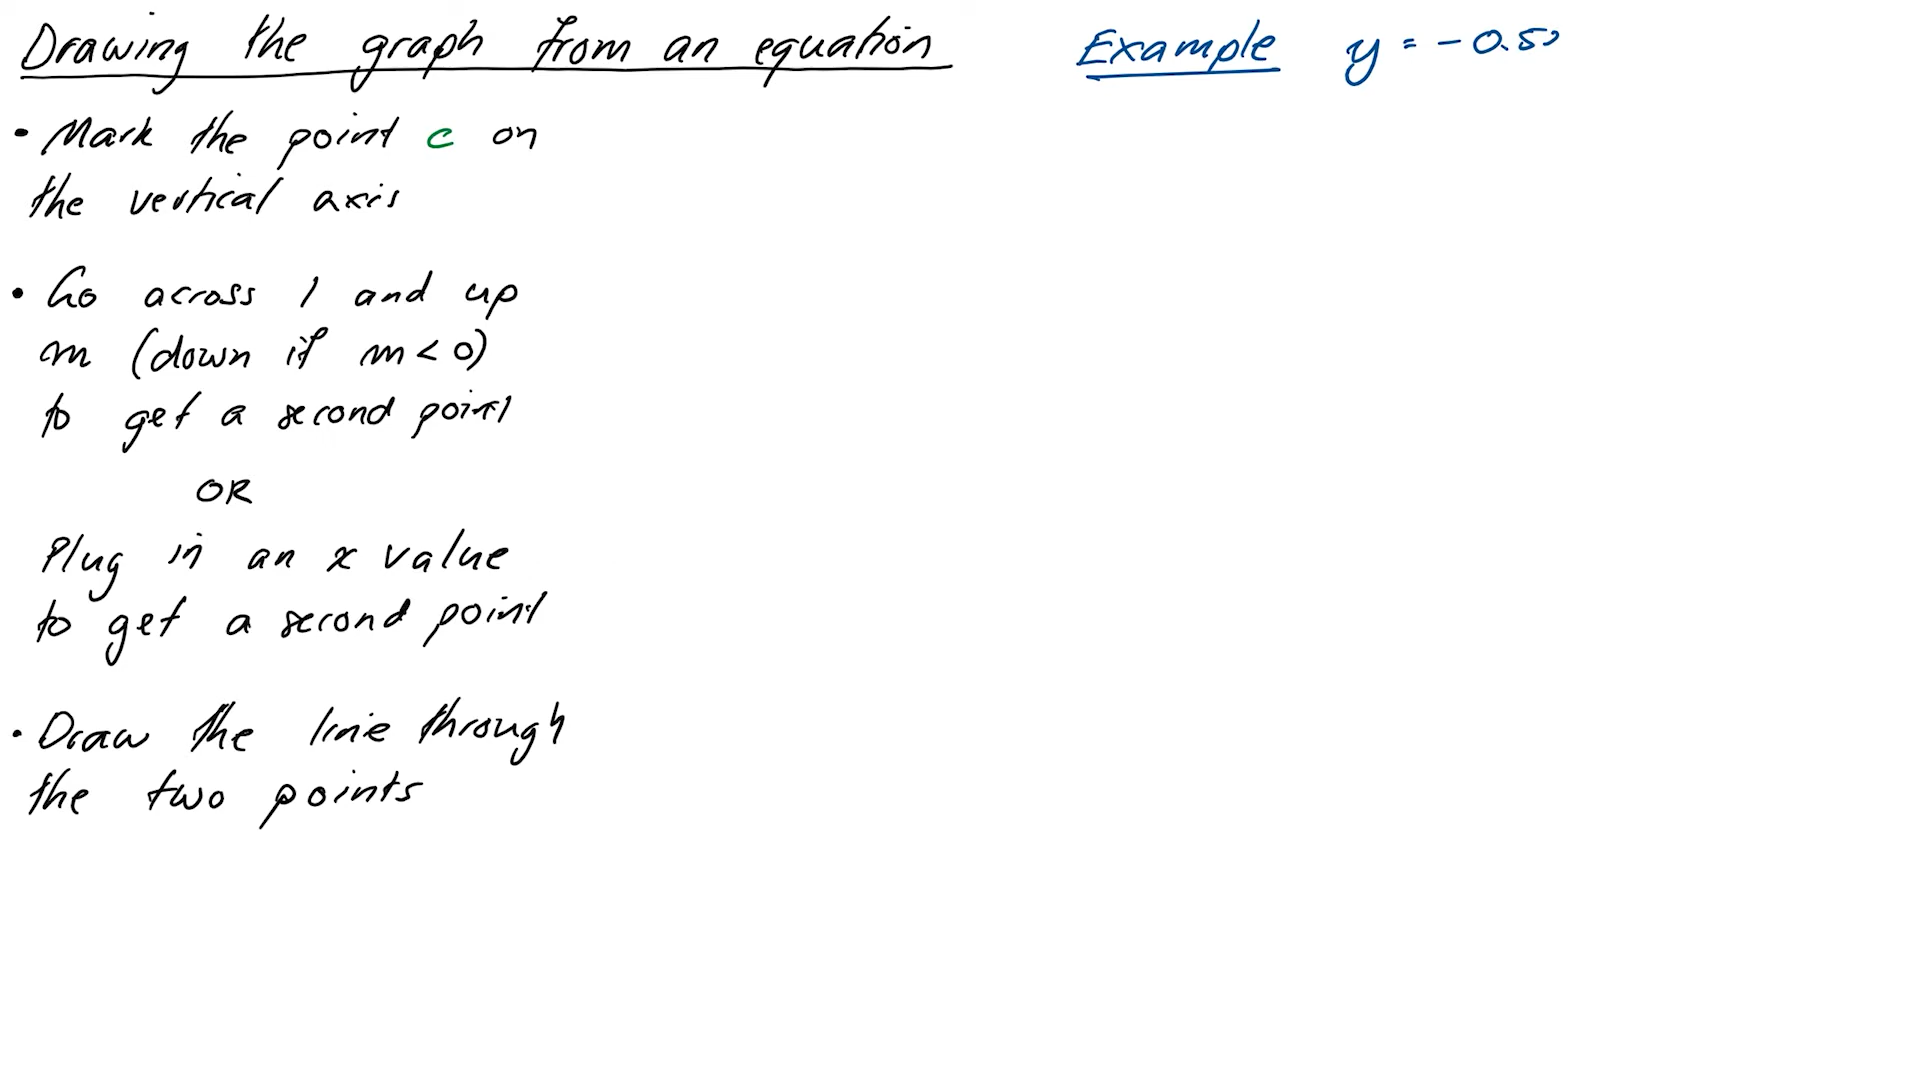 Drawing the graph from an equation
• Mark the point c on
the vertical axis
• Go across 1 and up
m (down if m < 0)
to get a second point
OR
Plug in an x value
to get a second point
• Draw the line through
the two points
Example y = -0.5